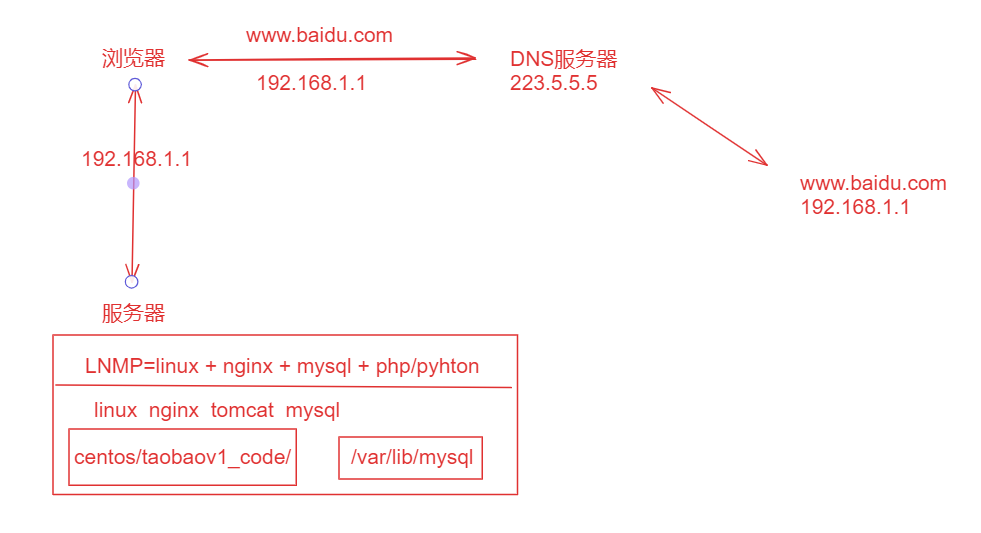 www.baidu.com
浏览器
DNS服务器
192.168.1.1
223.5.5.5
192.168.1.1
www.baidu.com
192.168.1.1
服务器
LNMP=linux + nginx + mysql + php/pyhton
linux nginx tomcat mysql
centos/taobaov1_code/
/var/lib/mysql